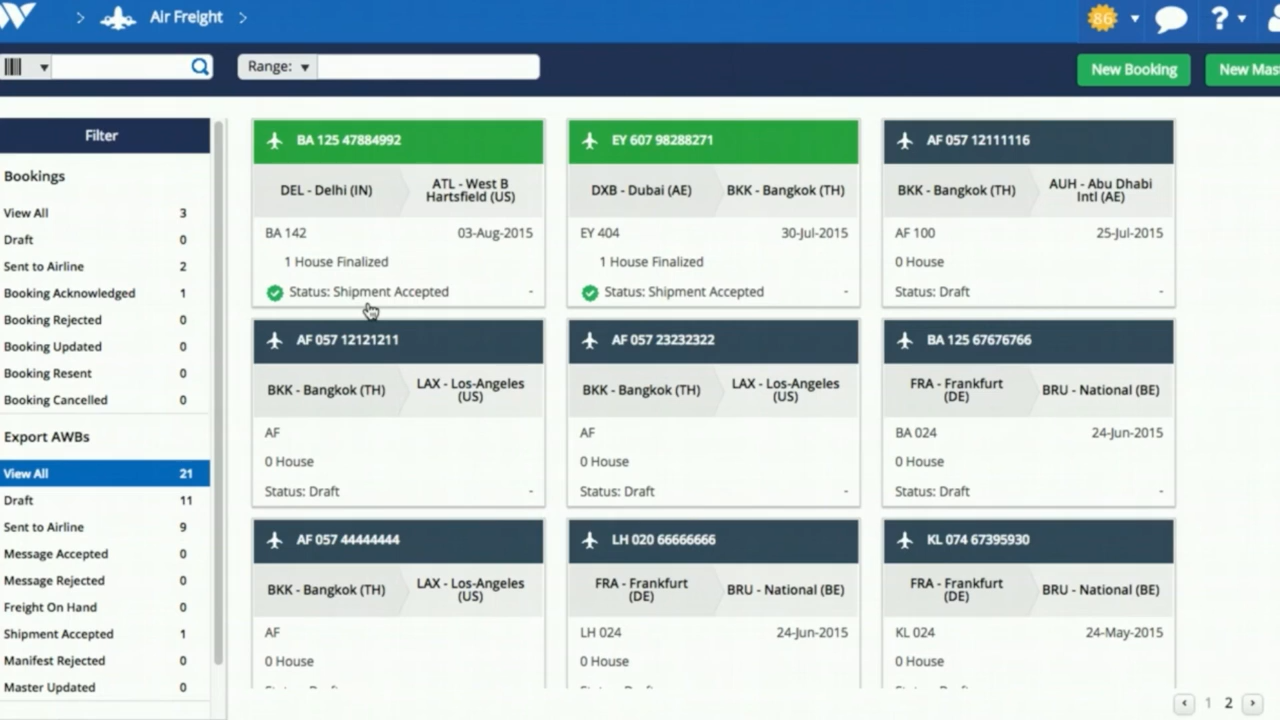 Air Freight
86
Range:
New Booking
New Mas
Filter
Bookings
View All 3
Draft 0
Sent to Airline 2
Booking Acknowledged 1
Booking Rejected 0
Booking Updated 0
Booking Resent 0
Booking Cancelled 0
Export AWBs
View All 21
Draft 11
Sent to Airline 9
Message Accepted 0
Message Rejected 0
Freight On Hand 0
Shipment Accepted 1
Manifest Rejected 0
Master Updated 0
BA 125 47884992
DEL - Delhi (IN)
ATL - West B
Hartsfield (US)
BA 142 03-Aug-2015
1 House Finalized
Status: Shipment Accepted -
EY 607 98288271
DXB - Dubai (AE)
BKK - Bangkok (TH)
EY 404 30-Jul-2015
1 House Finalized
Status: Shipment Accepted -
AF 057 12111116
BKK - Bangkok (TH)
AUH - Abu Dhabi
Intl (AE)
AF 100 25-Jul-2015
0 House
Status: Draft -
AF 057 12121211
BKK - Bangkok (TH)
LAX - Los-Angeles
(US)
AF
0 House
Status: Draft -
AF 057 23232322
BKK - Bangkok (TH)
LAX - Los-Angeles
(US)
AF
0 House
Status: Draft -
BA 125 67676766
FRA - Frankfurt
(DE)
BRU - National (BE)
BA 024 24-Jun-2015
0 House
Status: Draft -
AF 057 44444444
BKK - Bangkok (TH)
LAX - Los-Angeles
(US)
AF
0 House
LH 020 66666666
FRA - Frankfurt
(DE)
BRU - National (BE)
LH 024 24-Jun-2015
0 House
KL 074 67395930
FRA - Frankfurt
(DE)
BRU - National (BE)
KL 024 24-May-2015
0 House
1 2